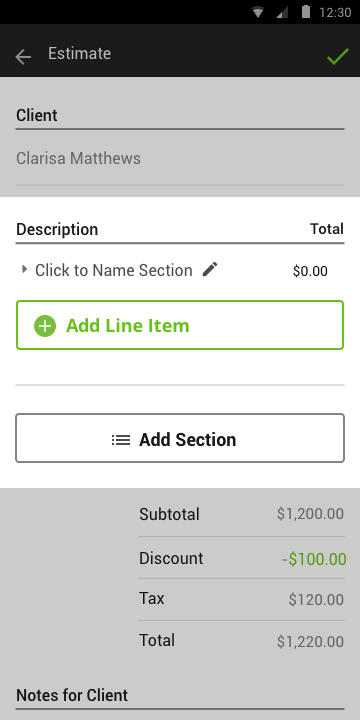 12:30
Estimate
Client
Clarisa Matthews
Description Total
Click to Name Section $0.00
Add Line Item
Add Section
Subtotal $1,200.00
Discount -$100.00
Tax $120.00
Total $1,220.00
Notes for Client